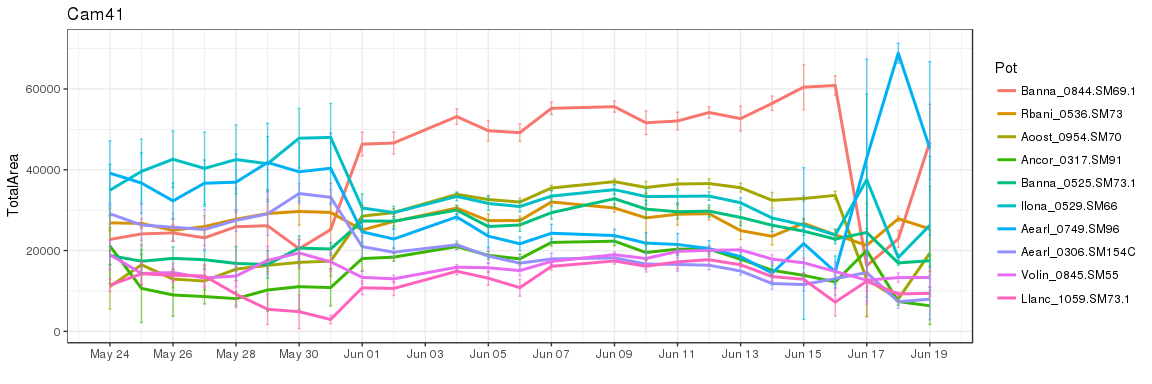 Cam41
TotalArea
60000
40000
20000
0
May 24 May 26 May 28 May 30 Jun 01 Jun 03 Jun 05 Jun 07 Jun 09 Jun 11 Jun 13 Jun 15 Jun 17 Jun 19
Pot
Banna_0844.SM69.1
Rbani_0536.SM73
Aoost_0954.SM70
Ancor_0317.SM91
Banna_0525.SM73.1
Ilona_0529.SM66
Aearl_0749.SM96
Aearl_0306.SM154C
Volin_0845.SM55
Llanc_1059.SM73.1